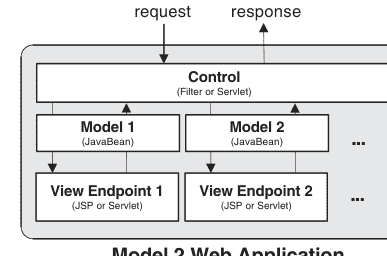 request response
Control
(Filter or Servlet)
Model 1 Model 2
(JavaBean) (JavaBean) ...
View Endpoint 1 View Endpoint 2
(JSP or Servlet) (JSP or Servlet) ...
Model 2 Web Application